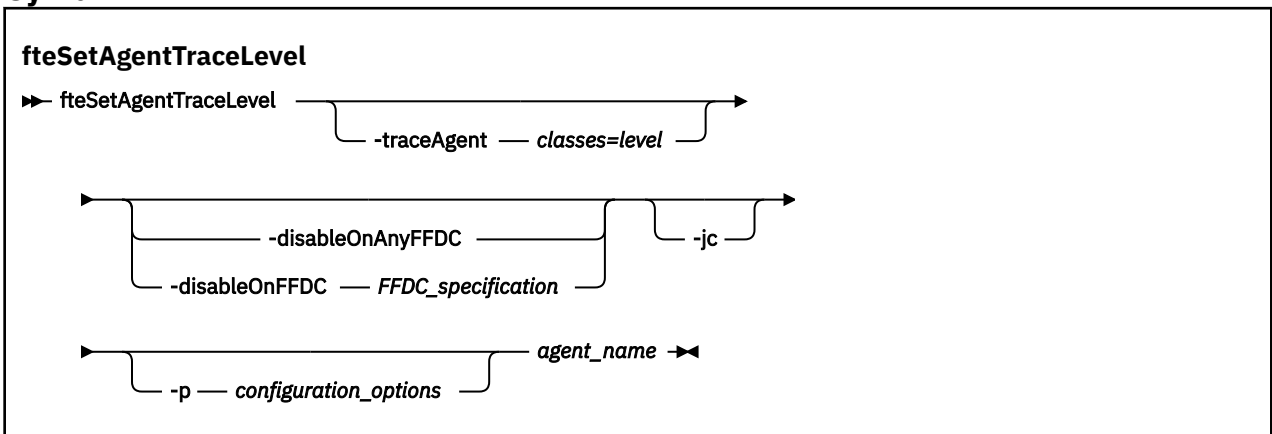 fteSetAgentTraceLevel
fteSetAgentTraceLevel
-traceAgent classes=level
-disableOnAnyFFDC
-jc
-disableOnFFDC FFDC_specification
agent_name
-p configuration_options